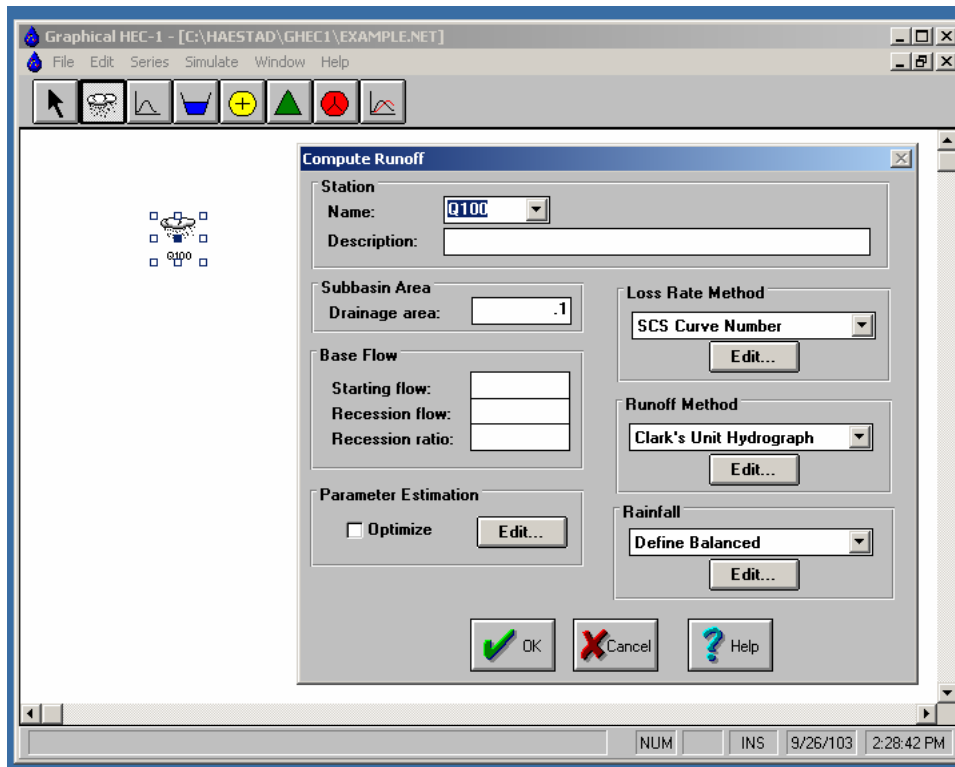 Graphical HEC-1 - [C:\HAESTAD\GHEC1\EXAMPLE.NET]
File Edit Series Simulate Window Help
Compute Runoff
Station
Name: Q100
Description:
Q100
Subbasin Area
Drainage area: .1
Loss Rate Method
SCS Curve Number
Edit...
Base Flow
Starting flow:
Recession flow:
Recession ratio:
Runoff Method
Clark's Unit Hydrograph
Edit...
Parameter Estimation
Optimize Edit...
Rainfall
Define Balanced
Edit...
OK Cancel Help
NUM INS 9/26/103 2:28:42 PM